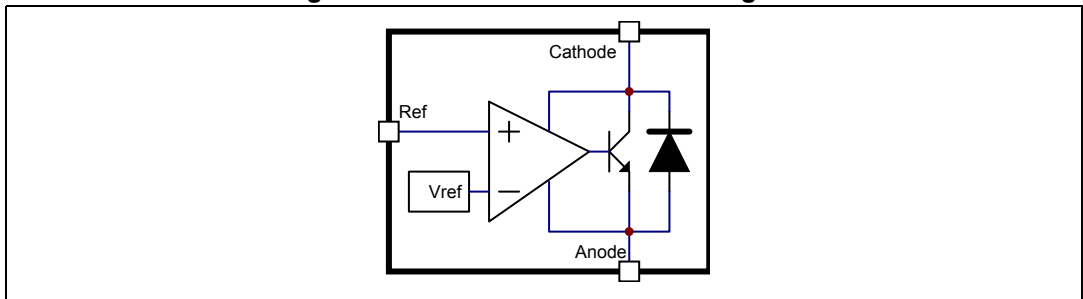 Cathode
Ref
+
Vref
−
Anode